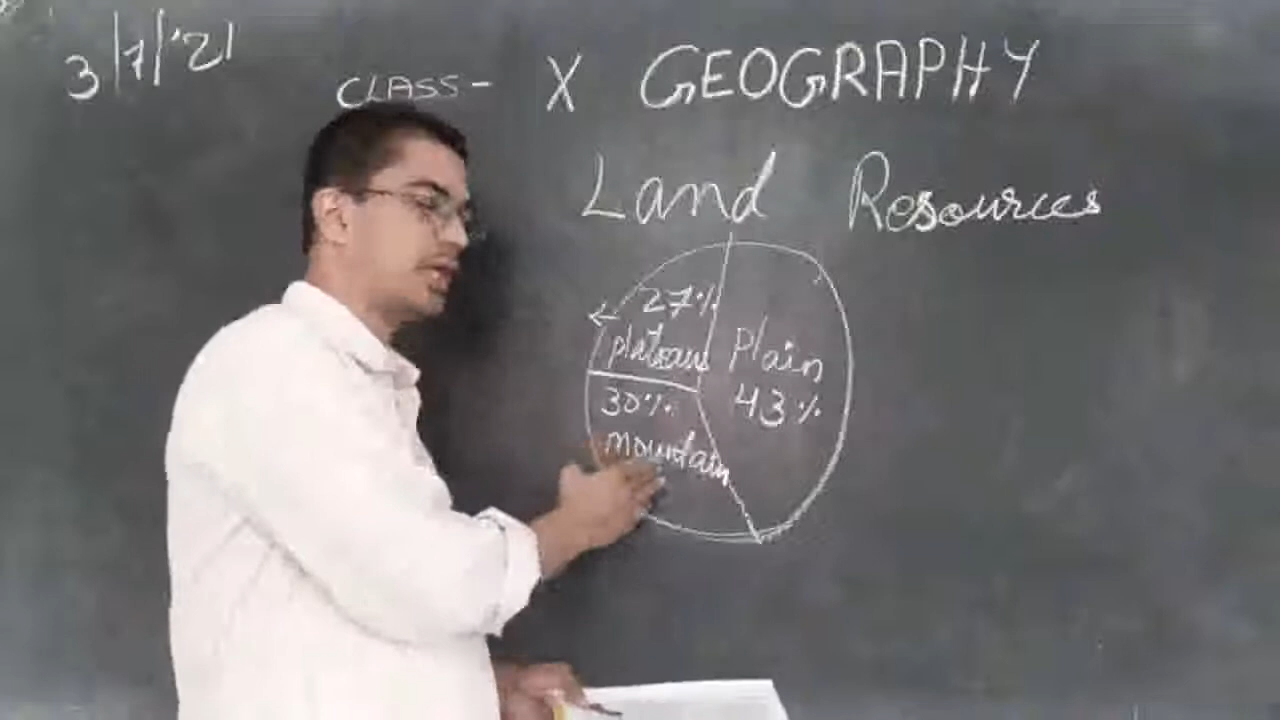 3/7/'21
CLASS- X GEOGRAPHY
Land Resources
27%
plateaus
Plain
43%
30%
mountain